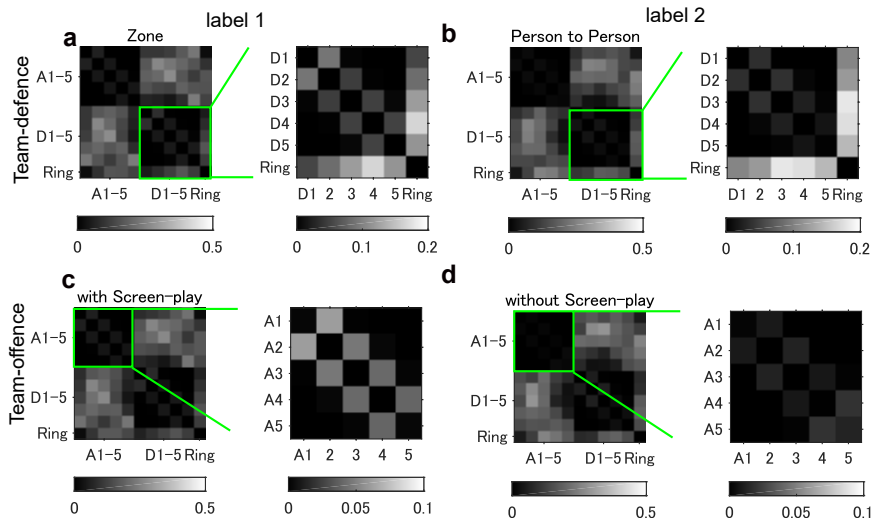 label 1
label 2
a
Zone
b
Person to Person
Team-defence
A1-5
D1-5
Ring
A1-5
D1-5 Ring
0
0.5
D1
D2
D3
D4
D5
Ring
D1 2 3 4 5 Ring
0
0.1
0.2
A1-5
D1-5
Ring
A1-5
D1-5 Ring
0
0.5
D1
D2
D3
D4
D5
Ring
D1 2 3 4 5 Ring
0
0.1
0.2
c
with Screen-play
d
without Screen-play
Team-offence
A1-5
D1-5
Ring
A1-5
D1-5 Ring
0
0.5
A1
A2
A3
A4
A5
A1 2 3 4 5
0
0.05
0.1
A1-5
D1-5
Ring
A1-5
D1-5 Ring
0
0.5
A1
A2
A3
A4
A5
A1 2 3 4 5
0
0.05
0.1